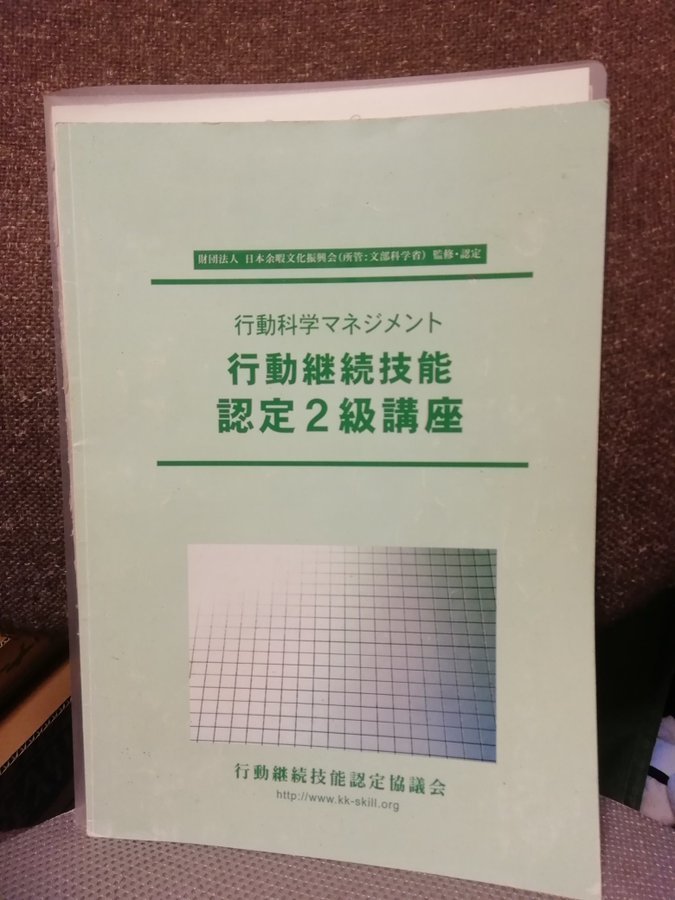 財団法人 日本余暇文化振興会(所管:文部科学省) 監修・認定
行動科学マネジメント
行動継続技能
認定2級講座
行動継続技能認定協議会
http://www.kk-skill.org